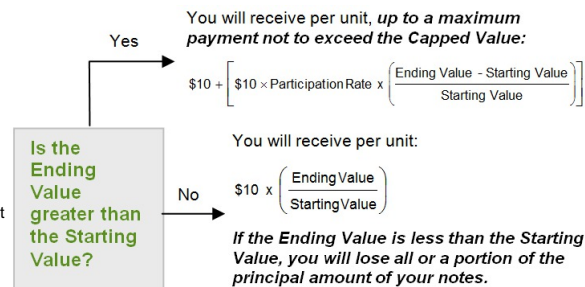 You will receive per unit, up to a maximum
payment not to exceed the Capped Value:
Yes
$10 + [ $10 × Participation Rate x ( Ending Value - Starting Value / Starting Value ) ]
Is the
Ending
Value
greater than
the Starting
Value?
t
No
You will receive per unit:
$10 x ( Ending Value / Starting Value )
If the Ending Value is less than the Starting
Value, you will lose all or a portion of the
principal amount of your notes.